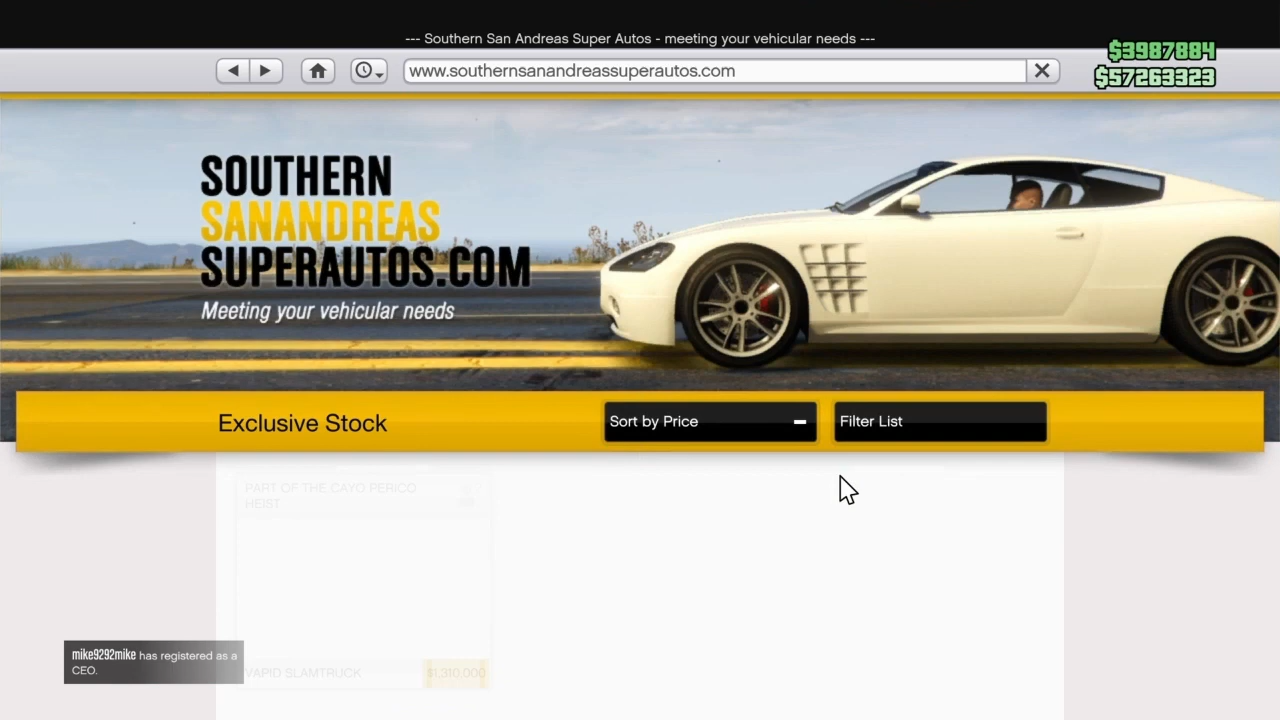 --- Southern San Andreas Super Autos - meeting your vehicular needs ---
$3987884
www.southernsanandreassuperautos.com
$57263323
SOUTHERN
SANANDREAS
SUPERAUTOS.COM
Meeting your vehicular needs
Exclusive Stock
Sort by Price
Filter List
PART OF THE CAYO PERICO
HEIST
mike9292mike has registered as a
CEO.
VAPID SLAMTRUCK
$1,310,000